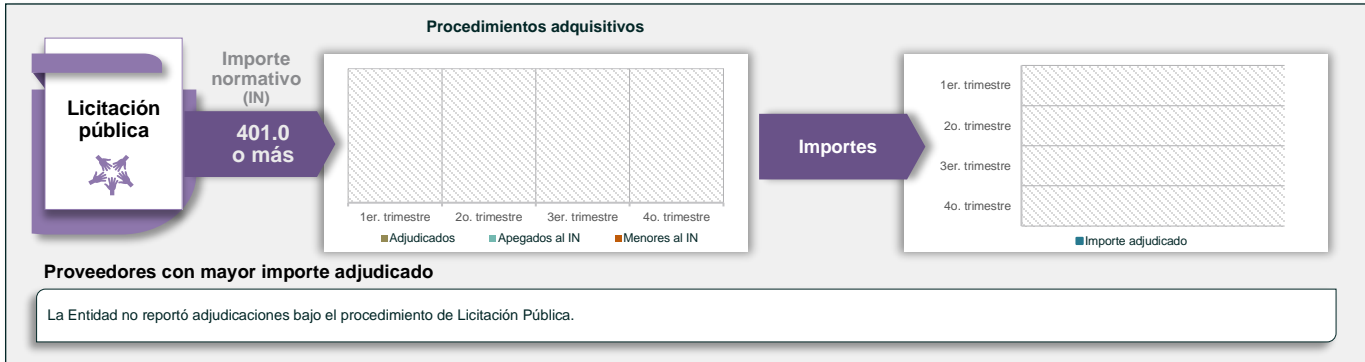 Procedimientos adquisitivos
Licitación
pública
Importe
normativo
(IN)
401.0
o más
1er. trimestre 2o. trimestre 3er. trimestre 4o. trimestre
Adjudicados Apegados al IN Menores al IN
Importes
1er. trimestre
2o. trimestre
3er. trimestre
4o. trimestre
Importe adjudicado
Proveedores con mayor importe adjudicado
La Entidad no reportó adjudicaciones bajo el procedimiento de Licitación Pública.